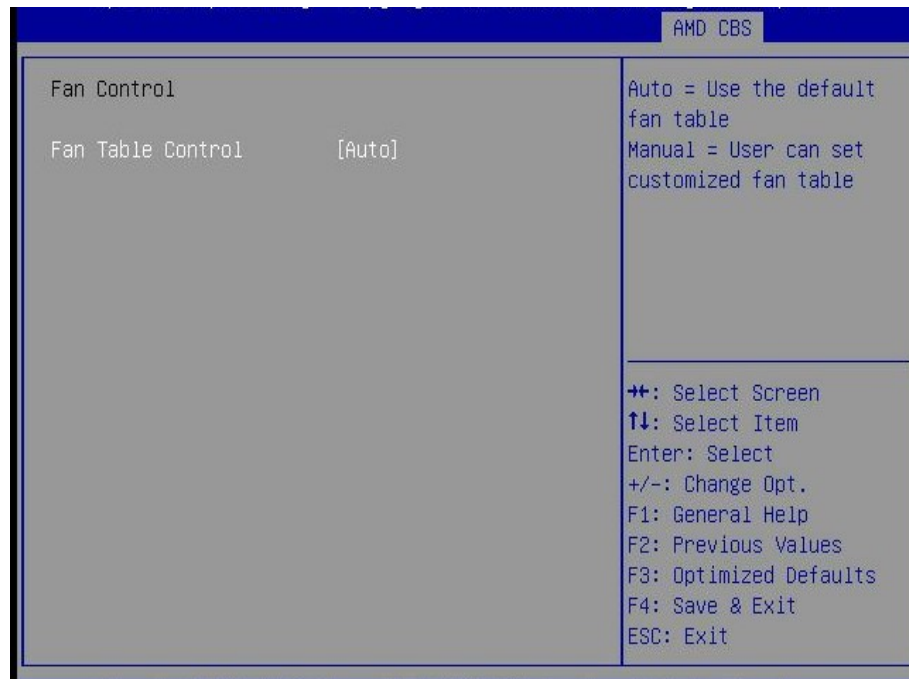 AMD CBS
Fan Control
Fan Table Control [Auto]
Auto = Use the default
fan table
Manual = User can set
customized fan table
→←: Select Screen
↑↓: Select Item
Enter: Select
+/-: Change Opt.
F1: General Help
F2: Previous Values
F3: Optimized Defaults
F4: Save & Exit
ESC: Exit